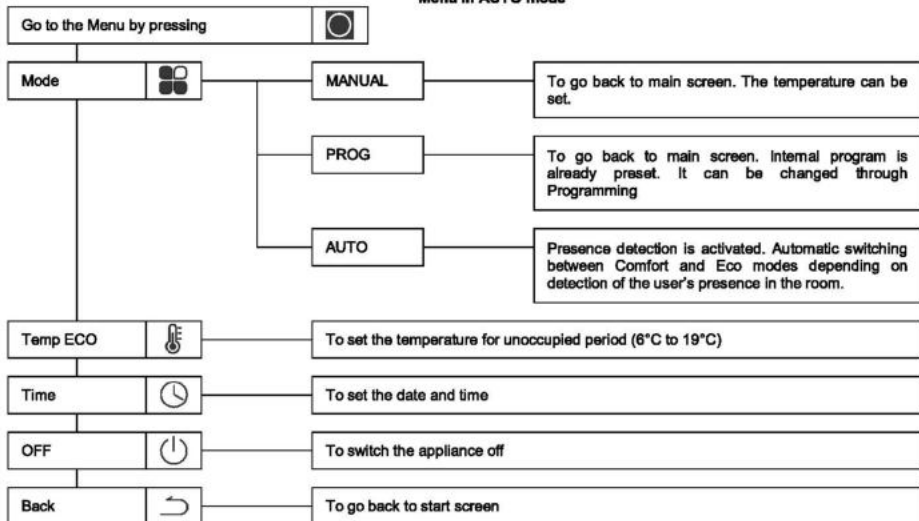 Menu in AUTO mode
Go to the Menu by pressing
Mode
MANUAL
To go back to main screen. The temperature can be
set.
PROG
To go back to main screen. Internal program is
already preset. It can be changed through
Programming
AUTO
Presence detection is activated. Automatic switching
between Comfort and Eco modes depending on
detection of the user's presence in the room.
Temp ECO
To set the temperature for unoccupied period (6°C to 19°C)
Time
To set the date and time
OFF
To switch the appliance off
Back
To go back to start screen